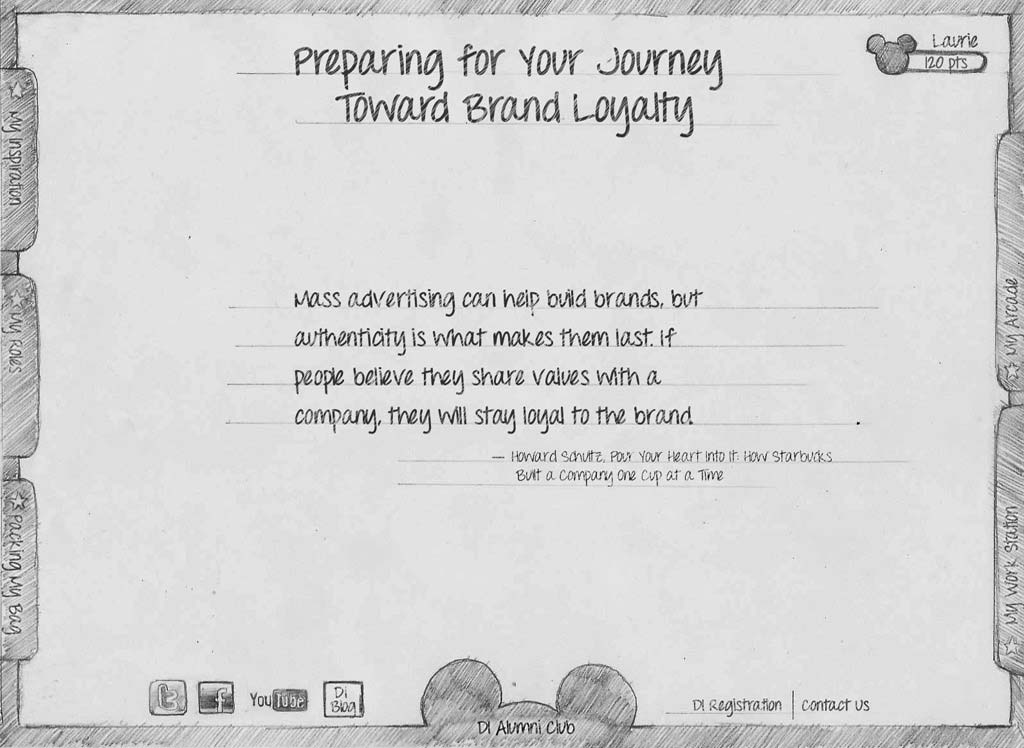 Preparing for Your Journey
Toward Brand Loyalty
Laurie
120 pts
My Inspiration
My Roles
Packing My Bag
My Arcade
My Work Station
Mass advertising can help build brands, but
authenticity is what makes them last. If
people believe they share values with a
company, they will stay loyal to the brand.
— Howard Schutz, Pour Your Heart Into It: How Starbucks
Built a Company One Cup at a Time
t
f
YouTube
Di
Blog
DI Alumni Club
DI Registration
Contact Us